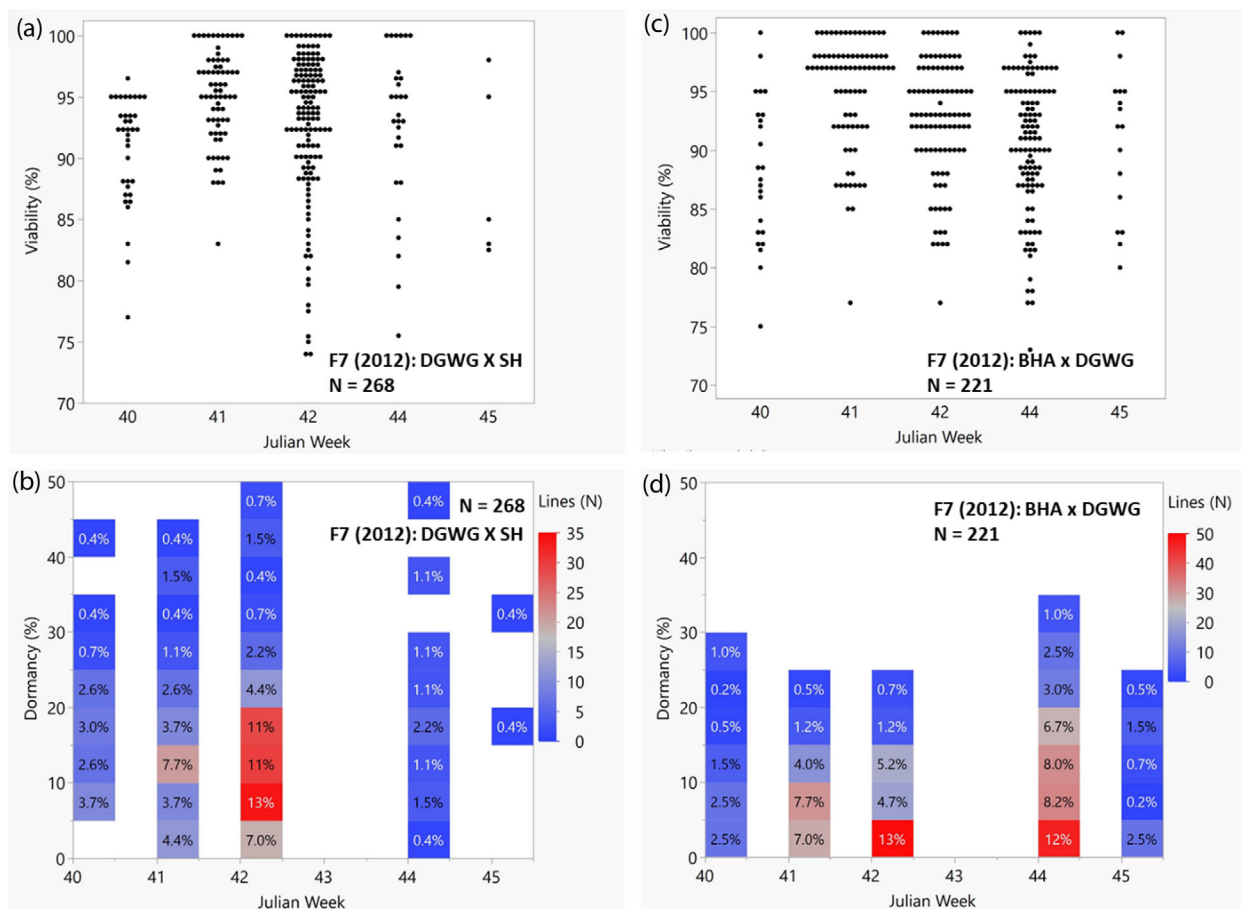 (a)
100
95
90
85
80
75
70
Viability (%)
40 41 42 44 45
Julian Week
F7 (2012): DGWG X SH
N = 268
(c)
100
95
90
85
80
75
70
Viability (%)
40 41 42 44 45
Julian Week
F7 (2012): BHA x DGWG
N = 221
(b)
50
40
30
20
10
0
Dormancy (%)
0.7% 0.4%
0.4% 0.4% 1.5%
1.5% 0.4% 1.1%
0.4% 0.4% 0.7% 0.4%
0.7% 1.1% 2.2% 1.1%
2.6% 2.6% 4.4% 1.1%
3.0% 3.7% 11% 2.2% 0.4%
2.6% 7.7% 11% 1.1%
3.7% 3.7% 13% 1.5%
4.4% 7.0% 0.4%
40 41 42 43 44 45
Julian Week
N = 268
F7 (2012): DGWG X SH
Lines (N)
35
30
25
20
15
10
5
0
(d)
50
40
30
20
10
0
Dormancy (%)
1.0%
1.0% 2.5%
0.2% 0.5% 0.7% 3.0% 0.5%
0.5% 1.2% 1.2% 6.7% 1.5%
1.5% 4.0% 5.2% 8.0% 0.7%
2.5% 7.7% 4.7% 8.2% 0.2%
2.5% 7.0% 13% 12% 2.5%
40 41 42 43 44 45
Julian Week
F7 (2012): BHA x DGWG
N = 221
Lines (N)
50
40
30
20
10
0